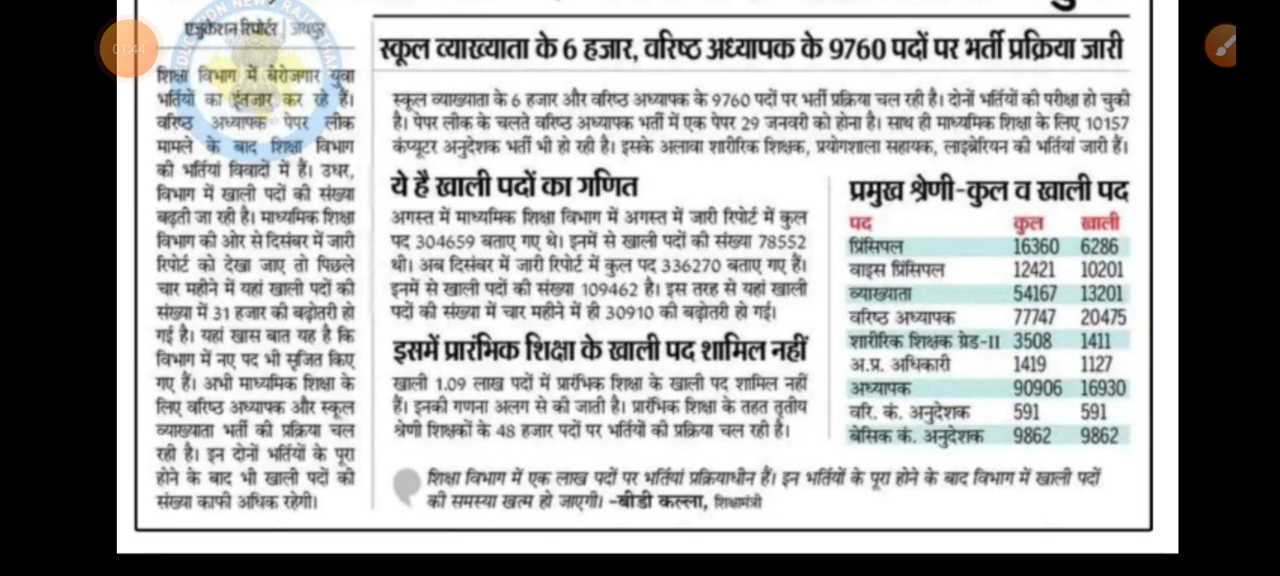 01:44
EDUCATION NEWS RAJASTHAN
एजुकेशन रिपोर्टर | जयपुर
शिक्षा विभाग में बेरोजगार युवा
भर्तियों का इंतजार कर रहे हैं।
वरिष्ठ अध्यापक पेपर लीक
मामले के बाद शिक्षा विभाग
की भर्तियां विवादों में हैं। उधर,
विभाग में खाली पदों की संख्या
बढ़ती जा रही है। माध्यमिक शिक्षा
विभाग की ओर से दिसंबर में जारी
रिपोर्ट को देखा जाए तो पिछले
चार महीने में यहां खाली पदों की
संख्या में 31 हजार की बढ़ोतरी हो
गई है। यहां खास बात यह है कि
विभाग में नए पद भी सृजित किए
गए हैं। अभी माध्यमिक शिक्षा के
लिए वरिष्ठ अध्यापक और स्कूल
व्याख्याता भर्ती की प्रक्रिया चल
रही है। इन दोनों भर्तियों के पूरा
होने के बाद भी खाली पदों की
संख्या काफी अधिक रहेगी।
स्कूल व्याख्याता के 6 हजार, वरिष्ठ अध्यापक के 9760 पदों पर भर्ती प्रक्रिया जारी
स्कूल व्याख्याता के 6 हजार और वरिष्ठ अध्यापक के 9760 पदों पर भर्ती प्रक्रिया चल रही है। दोनों भर्तियों की परीक्षा हो चुकी
है। पेपर लीक के चलते वरिष्ठ अध्यापक भर्ती में एक पेपर 29 जनवरी को होना है। साथ ही माध्यमिक शिक्षा के लिए 10157
कंप्यूटर अनुदेशक भर्ती भी हो रही है। इसके अलावा शारीरिक शिक्षक, प्रयोगशाला सहायक, लाइब्रेरियन की भर्तियां जारी हैं।
ये है खाली पदों का गणित
अगस्त में माध्यमिक शिक्षा विभाग में अगस्त में जारी रिपोर्ट में कुल
पद 304659 बताए गए थे। इनमें से खाली पदों की संख्या 78552
थी। अब दिसंबर में जारी रिपोर्ट में कुल पद 336270 बताए गए हैं।
इनमें से खाली पदों की संख्या 109462 है। इस तरह से यहां खाली
पदों की संख्या में चार महीने में ही 30910 की बढ़ोतरी हो गई।
इसमें प्रारंभिक शिक्षा के खाली पद शामिल नहीं
खाली 1.09 लाख पदों में प्रारंभिक शिक्षा के खाली पद शामिल नहीं
हैं। इनकी गणना अलग से की जाती है। प्रारंभिक शिक्षा के तहत तृतीय
श्रेणी शिक्षकों के 48 हजार पदों पर भर्तियों की प्रक्रिया चल रही है।
प्रमुख श्रेणी-कुल व खाली पद
पद कुल खाली
प्रिंसिपल 16360 6286
वाइस प्रिंसिपल 12421 10201
व्याख्याता 54167 13201
वरिष्ठ अध्यापक 77747 20475
शारीरिक शिक्षक ग्रेड-II 3508 1411
अ.प्र. अधिकारी 1419 1127
अध्यापक 90906 16930
वरि. कं. अनुदेशक 591 591
बेसिक कं. अनुदेशक 9862 9862
शिक्षा विभाग में एक लाख पदों पर भर्तियां प्रक्रियाधीन हैं। इन भर्तियों के पूरा होने के बाद विभाग में खाली पदों
की समस्या खत्म हो जाएगी। -बीडी कल्ला, शिक्षामंत्री